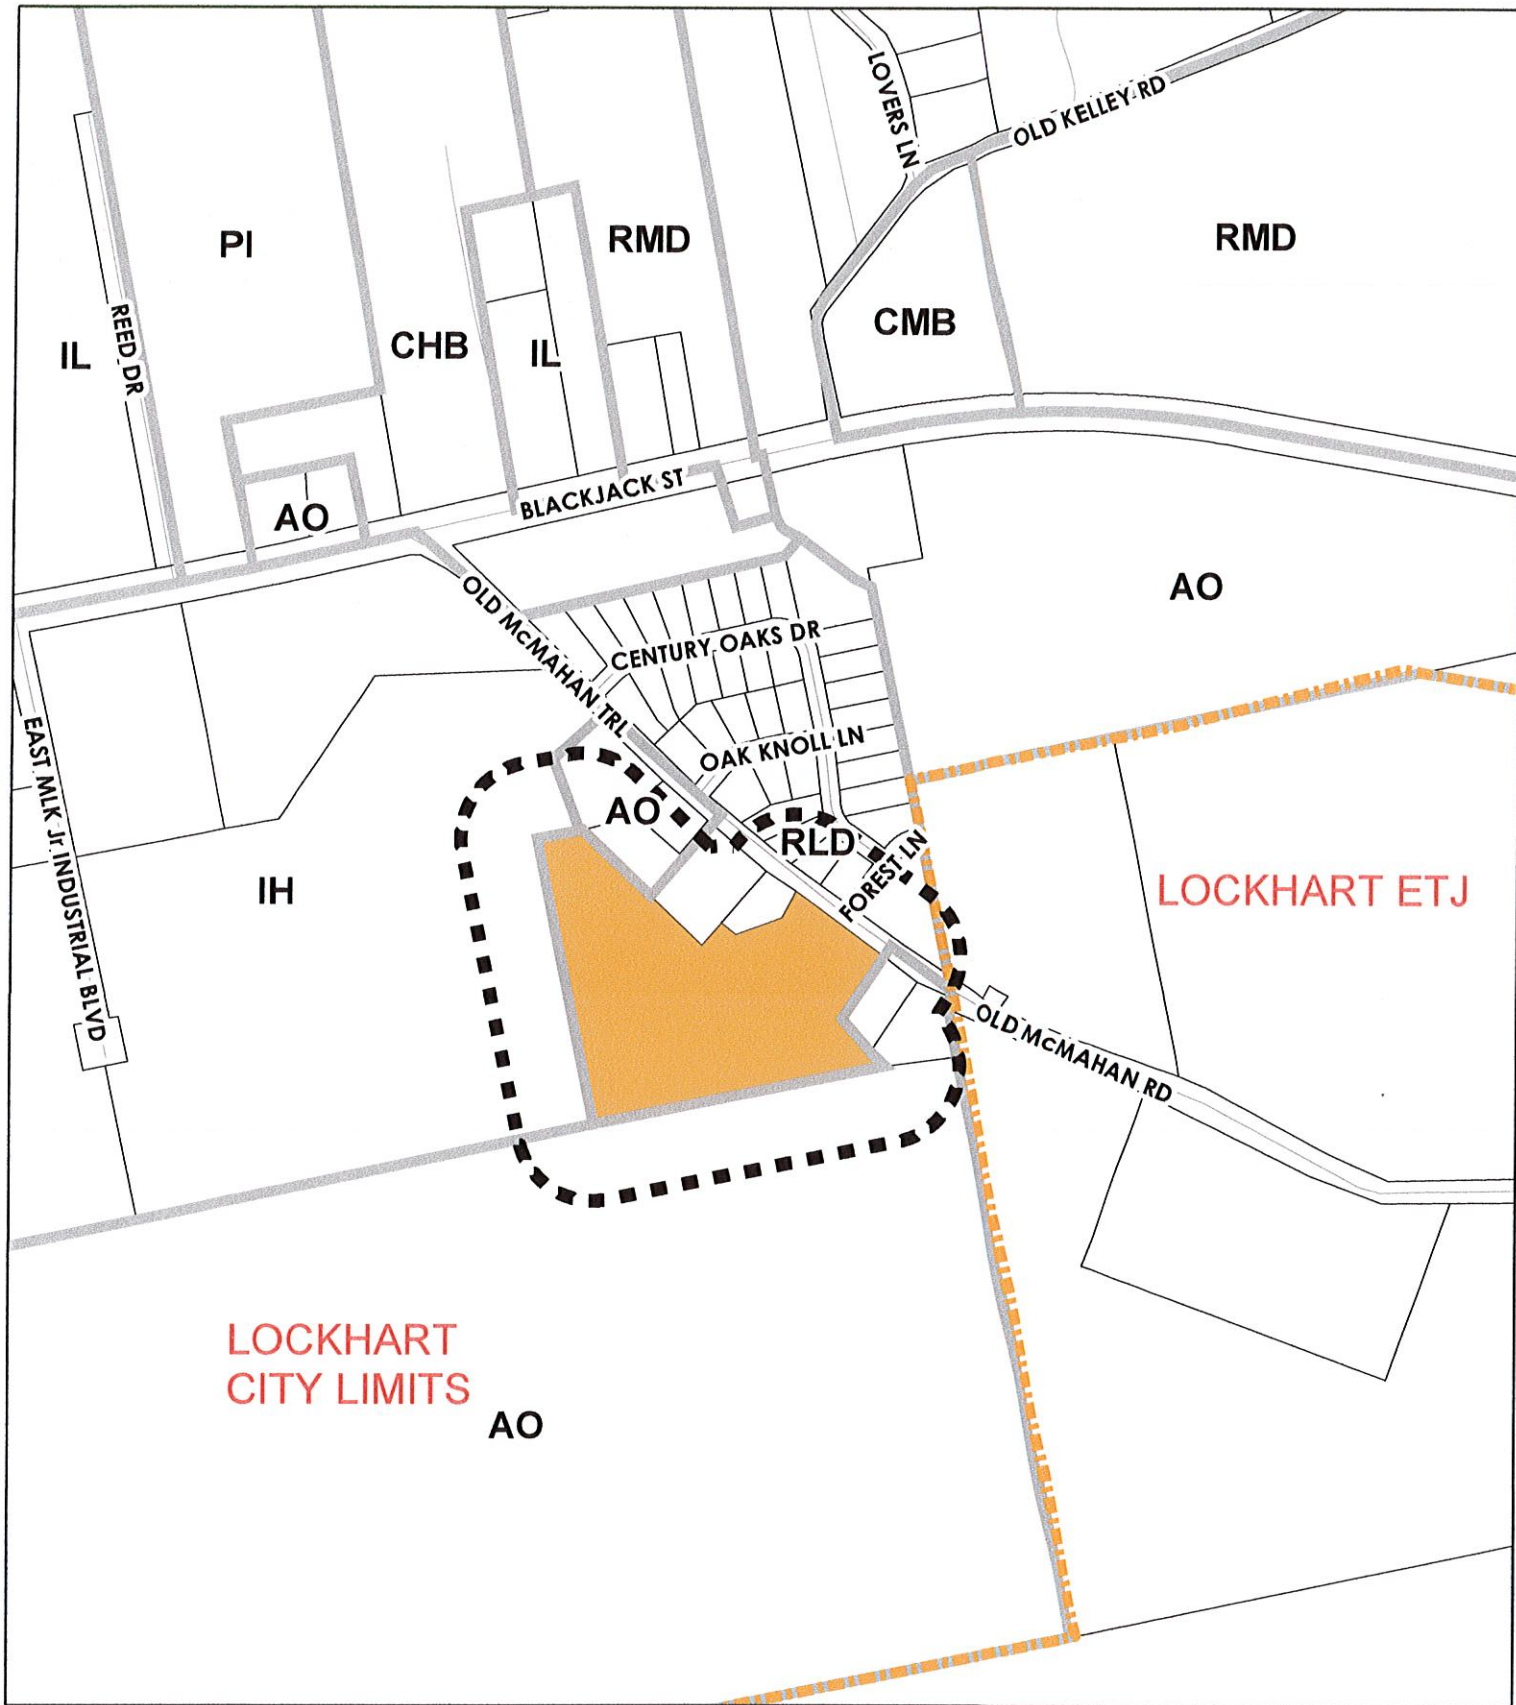 LOVERS LN
OLD KELLEY RD
PI
RMD
RMD
REED DR
IL
CHB
IL
CMB
BLACKJACK ST
AO
AO
OLD McMAHAN TRL
CENTURY OAKS DR
EAST MLK Jr INDUSTRIAL BLVD
OAK KNOLL LN
AO
RLD
FOREST LN
IH
LOCKHART ETJ
OLD McMAHAN RD
LOCKHART
CITY LIMITS
AO